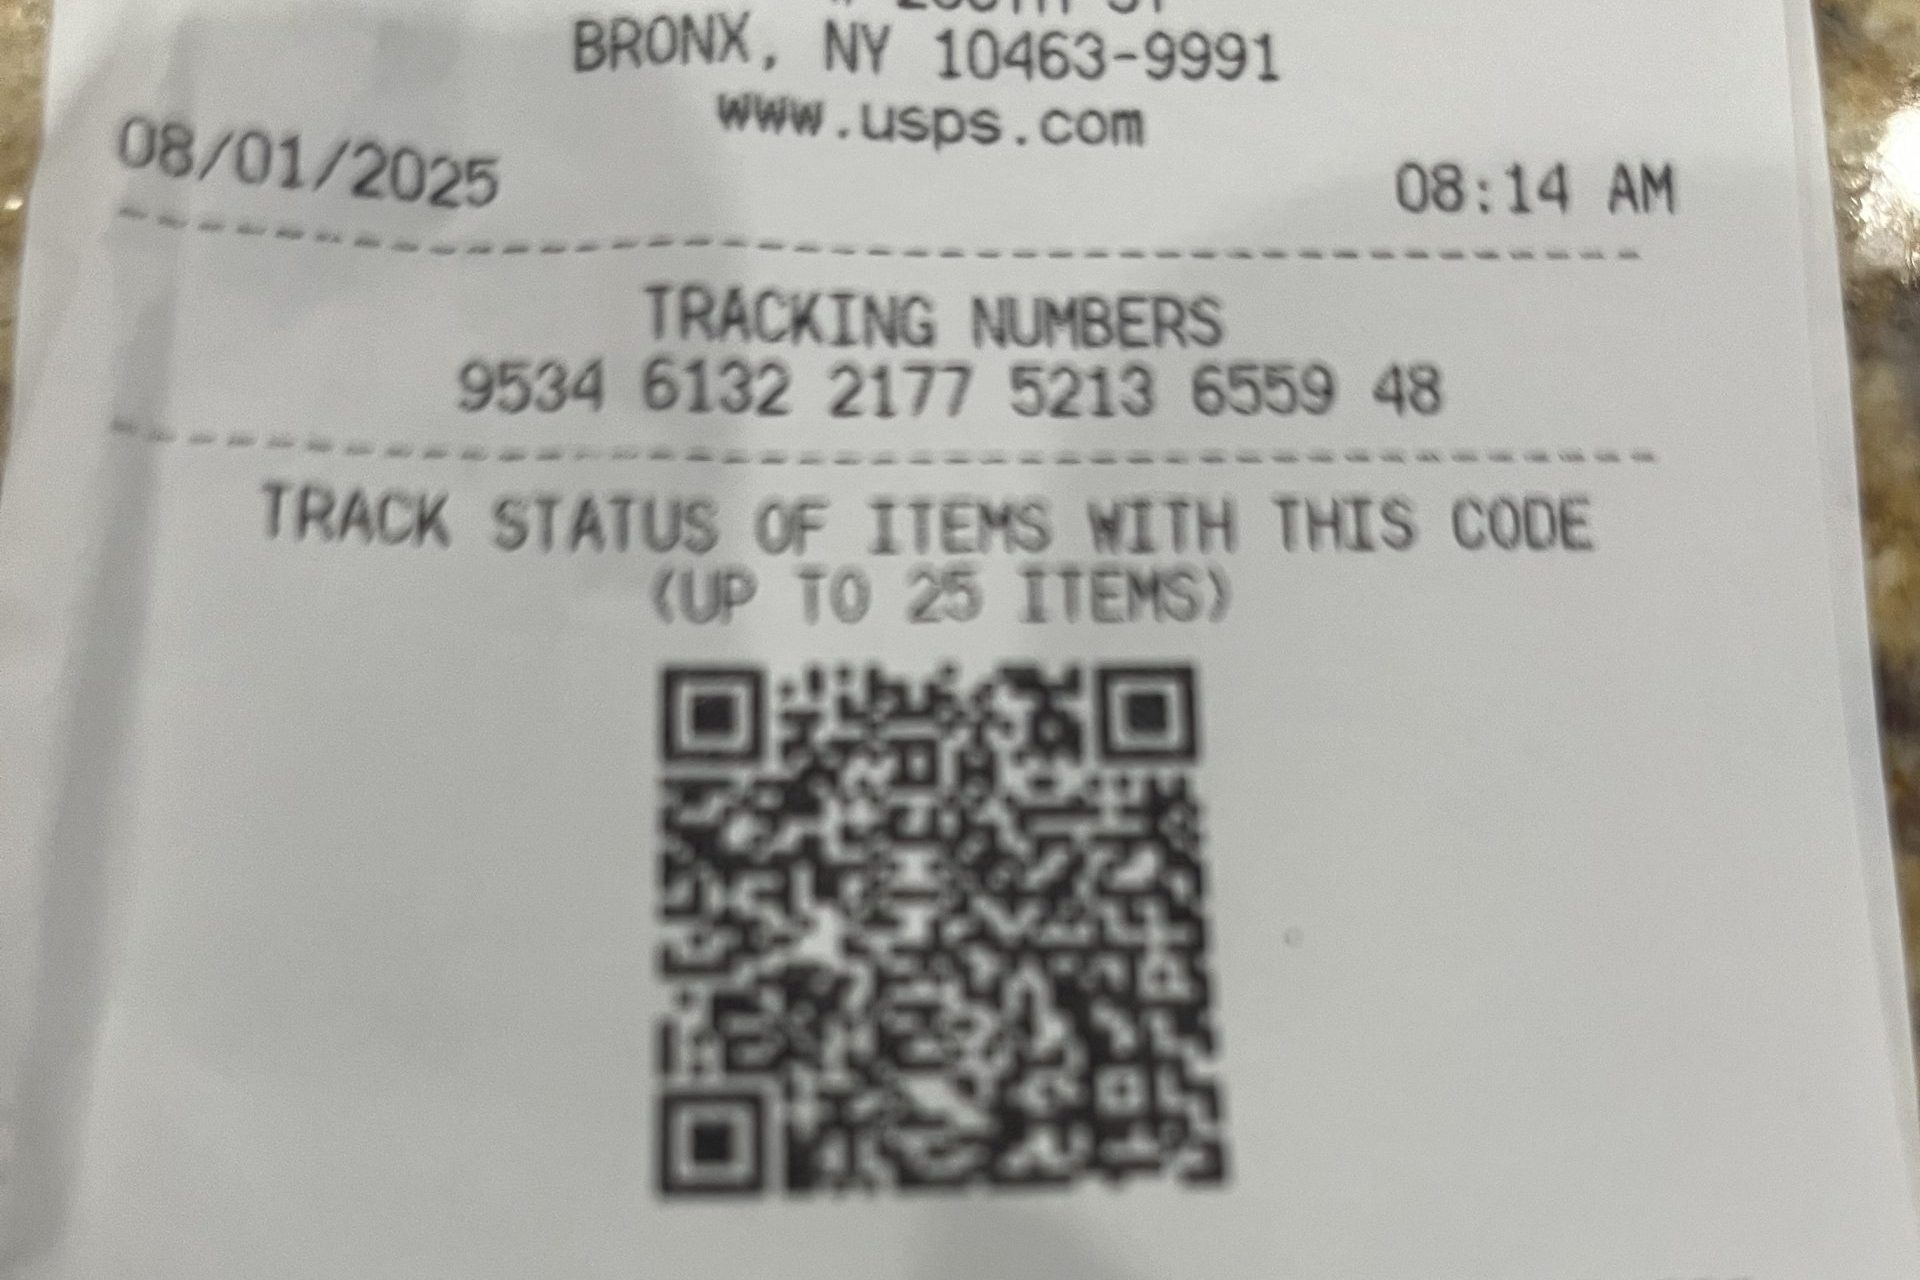 BRONX, NY 10463-9991
www.usps.com
08/01/2025 08:14 AM
TRACKING NUMBERS
9534 6132 2177 5213 6559 48
TRACK STATUS OF ITEMS WITH THIS CODE
(UP TO 25 ITEMS)